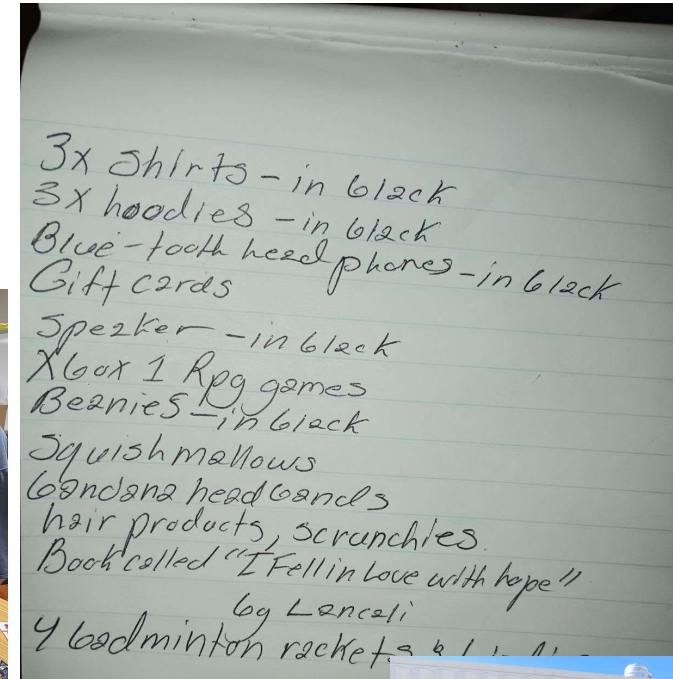 3x Shirts - in black
3X hoodies - in black
Blue-tooth head phones - in black
Gift cards
Speaker - in black
Xbox 1 Rpg games
Beanies - in black
Squishmallows
bandana headbands
hair products, scrunchies.
Book called "I Fell in Love with hope"
by Lancali
4 badminton rackets &